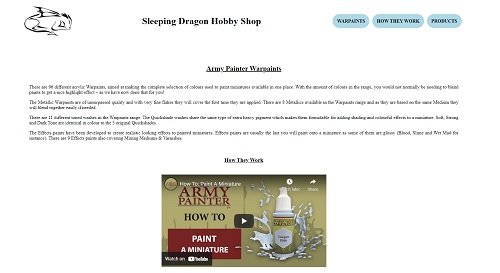 Sleeping Dragon Hobby Shop
WARPAINTS
HOW THEY WORK
PRODUCTS
Army Painter Warpaints
There are 96 different acrylic Warpaints, aimed at making the complete selection of colours used to paint miniatures available in one place. With the amount of colours in the range, you would not normally be needing to blend
paints to get a nice highlight effect – as we have now done that for you!
The Metallic Warpaints are of unsurpassed quality and with very fine flakes they will cover the first time they are applied. There are 8 Metallics available in the Warpaints range and as they are based on the same Medium they
will blend together easily if needed.
There are 11 different toned washes in the Warpaints range. The Quickshade washes share the same type of extra heavy pigment which makes them formidable for adding shading and colourful effects to a miniature. Soft, Strong
and Dark Tone are identical in colour to the 3 original Quickshades.
The Effects paints have been developed to create realistic looking effects to painted miniatures. Effects paints are usually the last you will paint onto a miniature as some of them are glossy (Blood, Slime and Wet Mud for
instance). There are 9 Effects paints also covering Mixing Mediums & Varnishes.
How They Work
How To: Paint A Miniature
Watch later
Share
ARMY
PAINTER
HOW TO
PAINT
A MINIATURE
Watch on YouTube